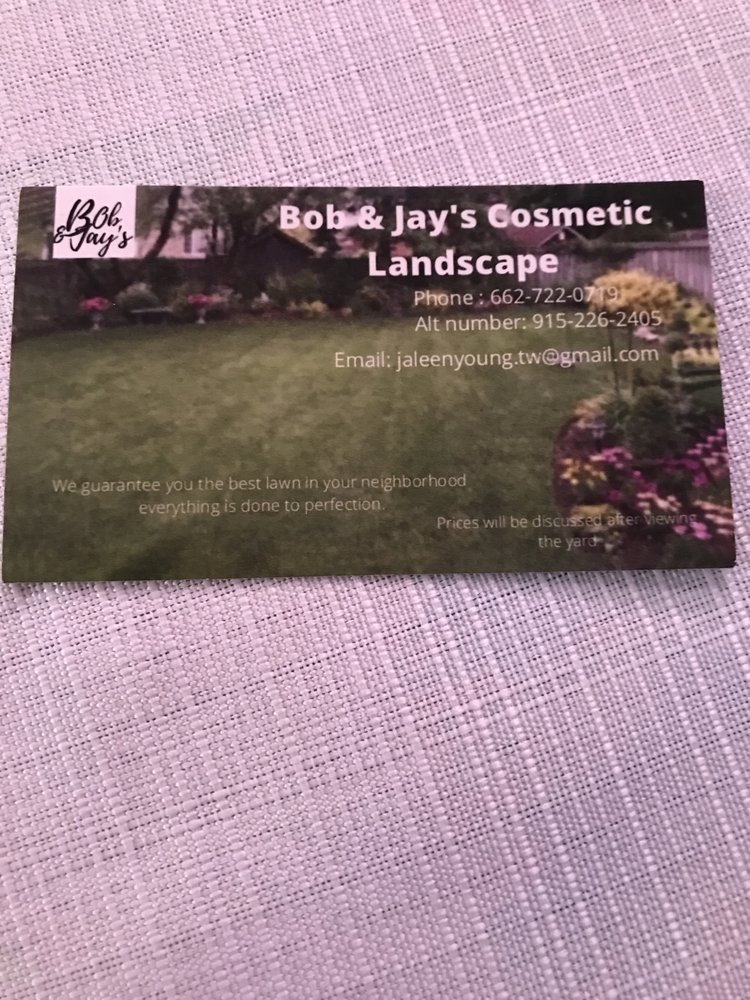 Bob
& Jay's
Bob & Jay's Cosmetic
Landscape
Phone : 662-722-0719
Alt number: 915-226-2405
Email: jaleenyoung.tw@gmail.com
We guarantee you the best lawn in your neighborhood
everything is done to perfection.
Prices will be discussed after viewing
the yard